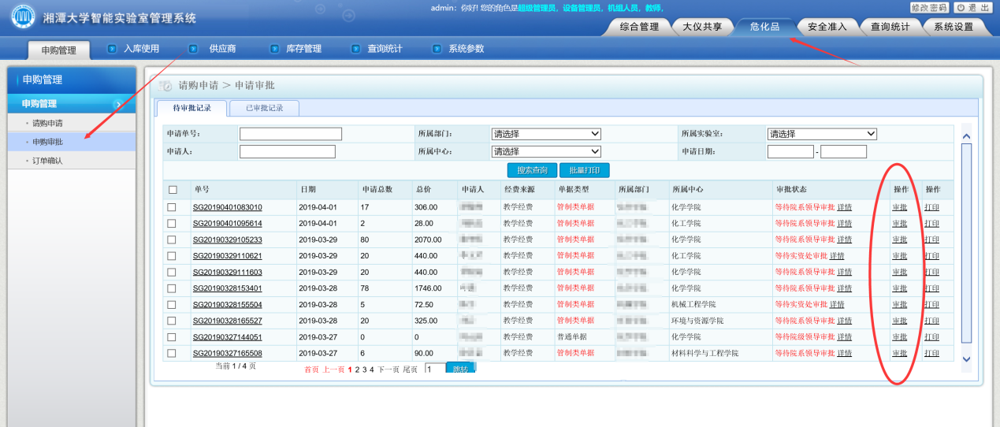 湘潭大学智能实验室管理系统
admin: 你好! 您的角色是超级管理员, 设备管理员, 机组人员, 教师,
修改密码 退 出
综合管理 大仪共享 危化品 安全准入 查询统计 系统设置
申购管理 入库使用 供应商 库存管理 查询统计 系统参数
申购管理
申购管理
请购申请
申购审批
订单确认
请购申请 > 申请审批
待审批记录 已审批记录
申请单号: 所属部门: 请选择 所属实验室: 请选择
申请人: 所属中心: 请选择 申请日期: -
搜索查询 批量打印
单号 日期 申请总数 总价 申请人 经费来源 单据类型 所属部门 所属中心 审批状态 操作 操作
SG20190401083010 2019-04-01 17 306.00 教学经费 管制类单据 化学学院 等待院系领导审批 详情 审批 打印
SG20190401095614 2019-04-01 2 28.00 教学经费 管制类单据 化工学院 等待院系领导审批 详情 审批 打印
SG20190329105233 2019-03-29 80 2070.00 教学经费 管制类单据 化学学院 等待院系领导审批 详情 审批 打印
SG20190329110621 2019-03-29 20 440.00 教学经费 管制类单据 化工学院 等待实资处审批 详情 审批 打印
SG20190329111603 2019-03-29 20 440.00 教学经费 管制类单据 化学学院 等待院系领导审批 详情 审批 打印
SG20190328153401 2019-03-28 78 1746.00 教学经费 管制类单据 化学学院 等待院系领导审批 详情 审批 打印
SG20190328155504 2019-03-28 5 72.50 教学经费 管制类单据 机械工程学院 等待实资处审批 详情 审批 打印
SG20190328165527 2019-03-28 20 325.00 教学经费 管制类单据 环境与资源学院 等待院系领导审批 详情 审批 打印
SG20190327144051 2019-03-27 0 0 教学经费 普通单据 化学学院 等待院级领导审批 详情 审批 打印
SG20190327165508 2019-03-27 6 90.00 教学经费 管制类单据 材料科学与工程学院 等待院系领导审批 详情 审批 打印
当前 1 / 4 页 首页 上一页 1 2 3 4 下一页 尾页 1 跳转